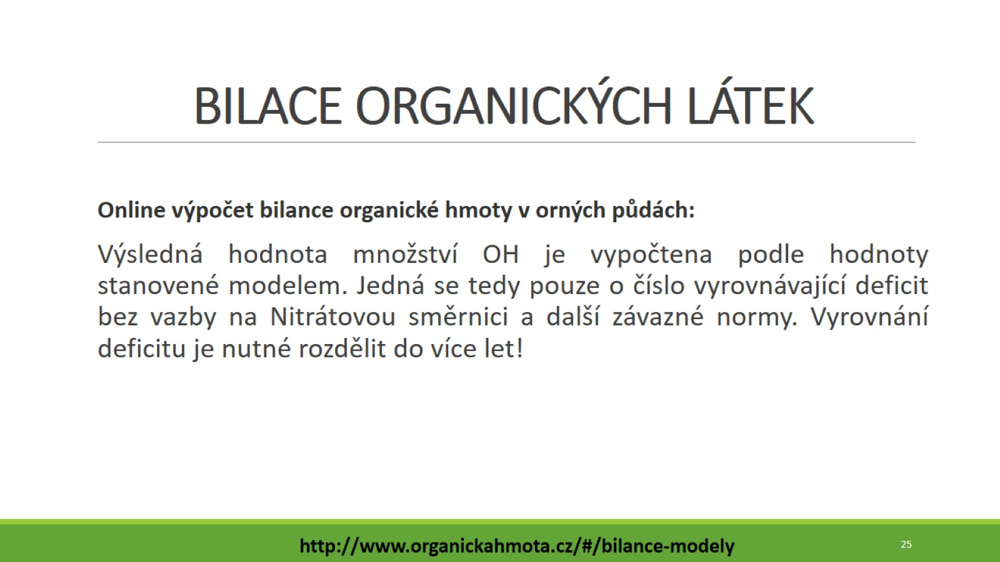 BILACE ORGANICKÝCH LÁTEK
Online výpočet bilance organické hmoty v orných půdách:
Výsledná hodnota množství OH je vypočtena podle hodnoty
stanovené modelem. Jedná se tedy pouze o číslo vyrovnávající deficit
bez vazby na Nitrátovou směrnici a další závazné normy. Vyrovnání
deficitu je nutné rozdělit do více let!
http://www.organickahmota.cz/#/bilance-modely
25